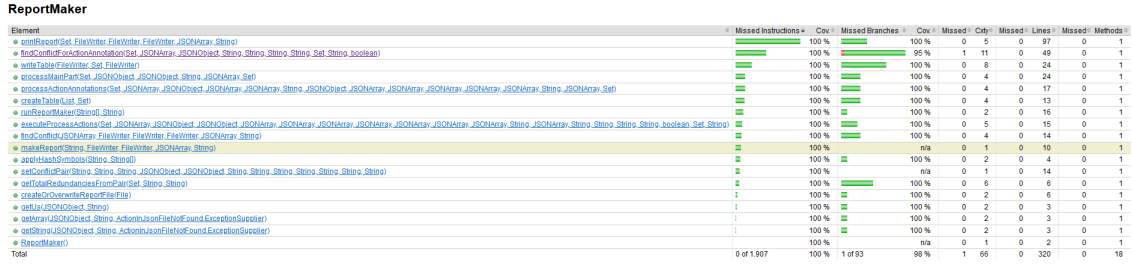 ReportMaker
Element Missed Instructions Cov. Missed Branches Cov. Missed Cxty Missed Lines Missed Methods
printReport(Set, FileWriter, FileWriter, FileWriter, JSONArray, String) 100 % 100 % 0 5 0 97 0 1
findConflictForActionAnnotation(Set, JSONArray, JSONObject, String, String, String, String, Set, String, boolean) 100 % 95 % 1 11 0 49 0 1
writeTable(FileWriter, Set, FileWriter) 100 % 100 % 0 8 0 24 0 1
processMainPart(Set, JSONObject, JSONObject, String, JSONArray, Set) 100 % 100 % 0 4 0 24 0 1
processActionAnnotations(Set, JSONObject, JSONArray, JSONObject, String, JSONArray, JSONArray, JSONArray, JSONArray, String, JSONArray, Set) 100 % 100 % 0 4 0 17 0 1
createTable(List, Set) 100 % 100 % 0 4 0 13 0 1
runReportMaker(String[], String) 100 % 100 % 0 2 0 16 0 1
executeProcessActions(Set, JSONArray, JSONObject, JSONObject, JSONArray, JSONArray, JSONArray, JSONArray, JSONArray, JSONArray, JSONArray, String, JSONArray, String, String, String, String, boolean, Set, String) 100 % 100 % 0 5 0 15 0 1
findConflict(JSONArray, FileWriter, FileWriter, FileWriter, JSONArray, String) 100 % 100 % 0 4 0 14 0 1
makeReport(String, FileWriter, FileWriter, JSONArray, String) 100 % n/a 0 1 0 10 0 1
applyHashSymbols(String, String[]) 100 % 100 % 0 2 0 4 0 1
setConflictPair(String, String, String, JSONObject, JSONObject, String, String, String, String, String, String) 100 % n/a 0 1 0 14 0 1
getTotalRedundanciesFromPair(Set, String, String) 100 % 100 % 0 6 0 6 0 1
createOrOverwriteReportFile(File) 100 % 100 % 0 2 0 6 0 1
getUs(JSONObject, String) 100 % 100 % 0 2 0 3 0 1
getArray(JSONObject, String, ActionInJsonFileNotFound.ExceptionSupplier) 100 % 100 % 0 2 0 3 0 1
getString(JSONObject, String, ActionInJsonFileNotFound.ExceptionSupplier) 100 % 100 % 0 2 0 3 0 1
ReportMaker() 100 % n/a 0 1 0 2 0 1
Total 0 of 1.907 100 % 1 of 93 98 % 1 66 0 320 0 18